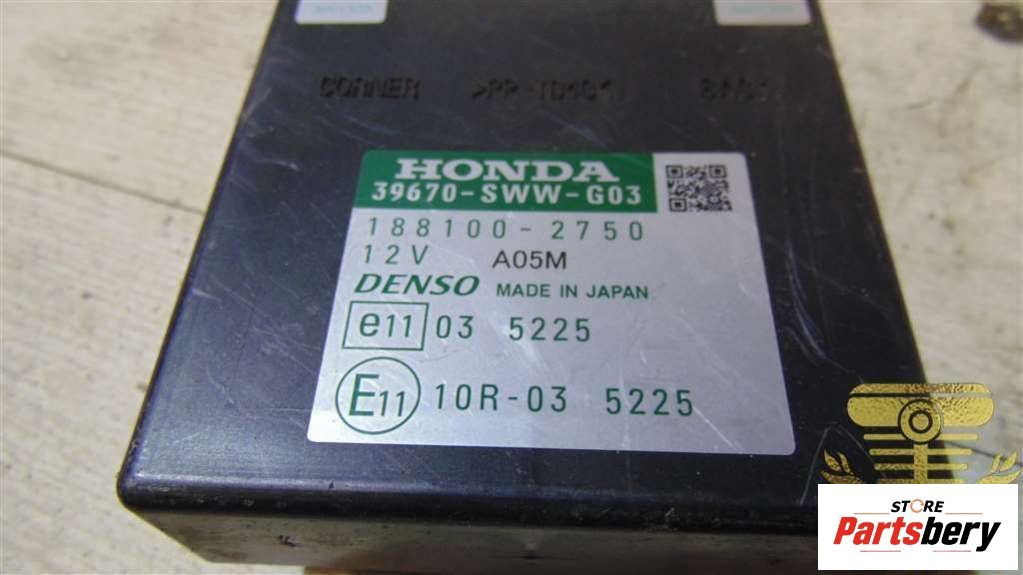 CORNER
HONDA
39670-SWW-G03
188100-2750
12V A05M
DENSO MADE IN JAPAN
e11 03 5225
E11 10R-03 5225
STORE
Partsbery